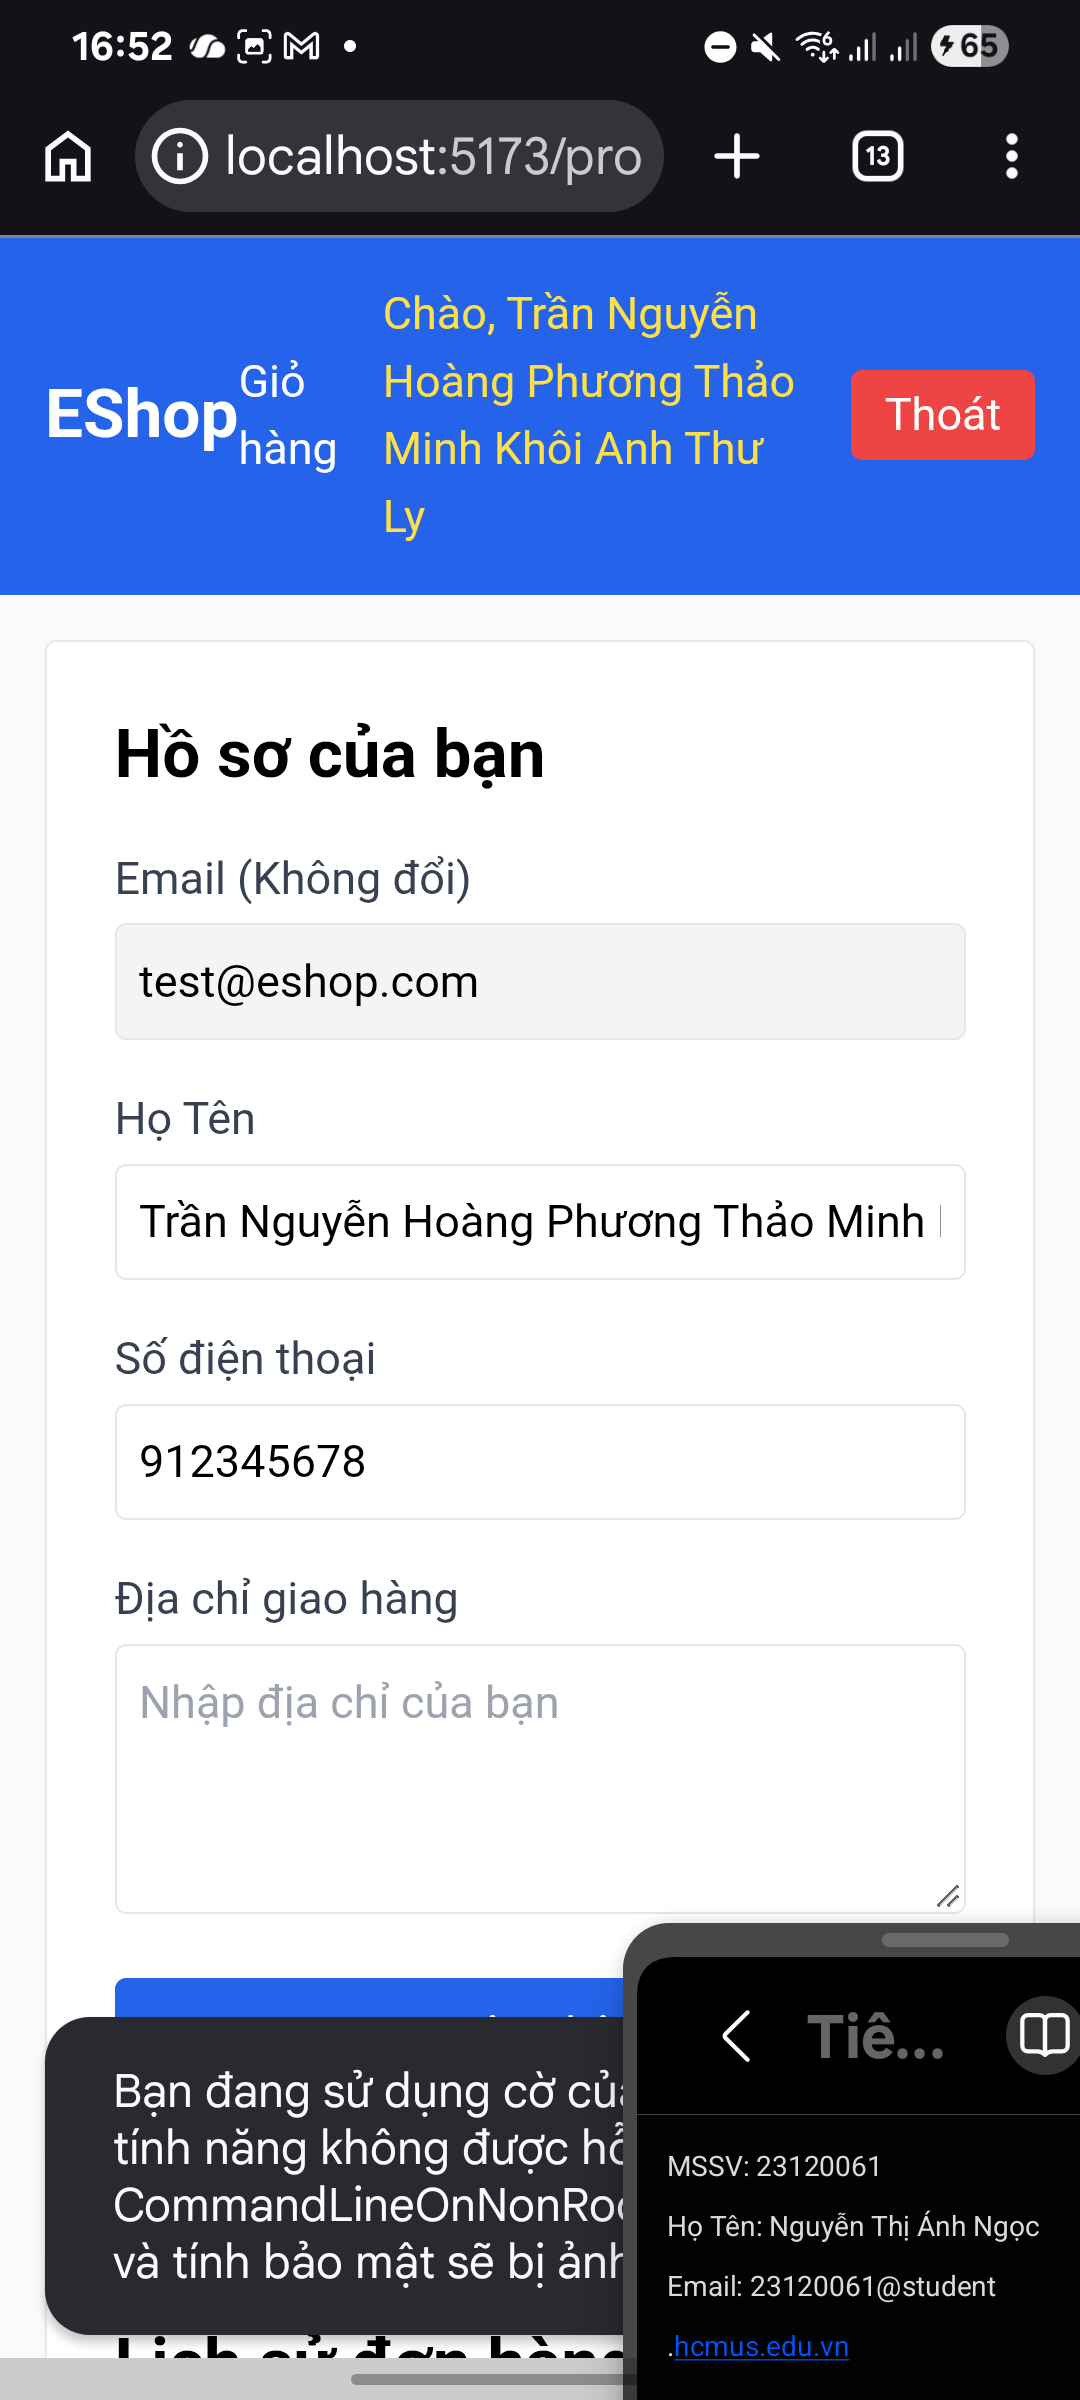 16:52
65
localhost:5173/pro
13
EShop
Giỏ
hàng
Chào, Trần Nguyễn
Hoàng Phương Thảo
Minh Khôi Anh Thư
Ly
Thoát
Hồ sơ của bạn
Email (Không đổi)
test@eshop.com
Họ Tên
Trần Nguyễn Hoàng Phương Thảo Minh
Số điện thoại
912345678
Địa chỉ giao hàng
Nhập địa chỉ của bạn
Bạn đang sử dụng cờ
tính năng không được
và tính bảo mật sẽ bị
Lịch sử đơn hàng
Tiê...
MSSV: 23120061
Họ Tên: Nguyễn Thị Ánh Ngọc
Email: 23120061@student
.hcmus.edu.vn